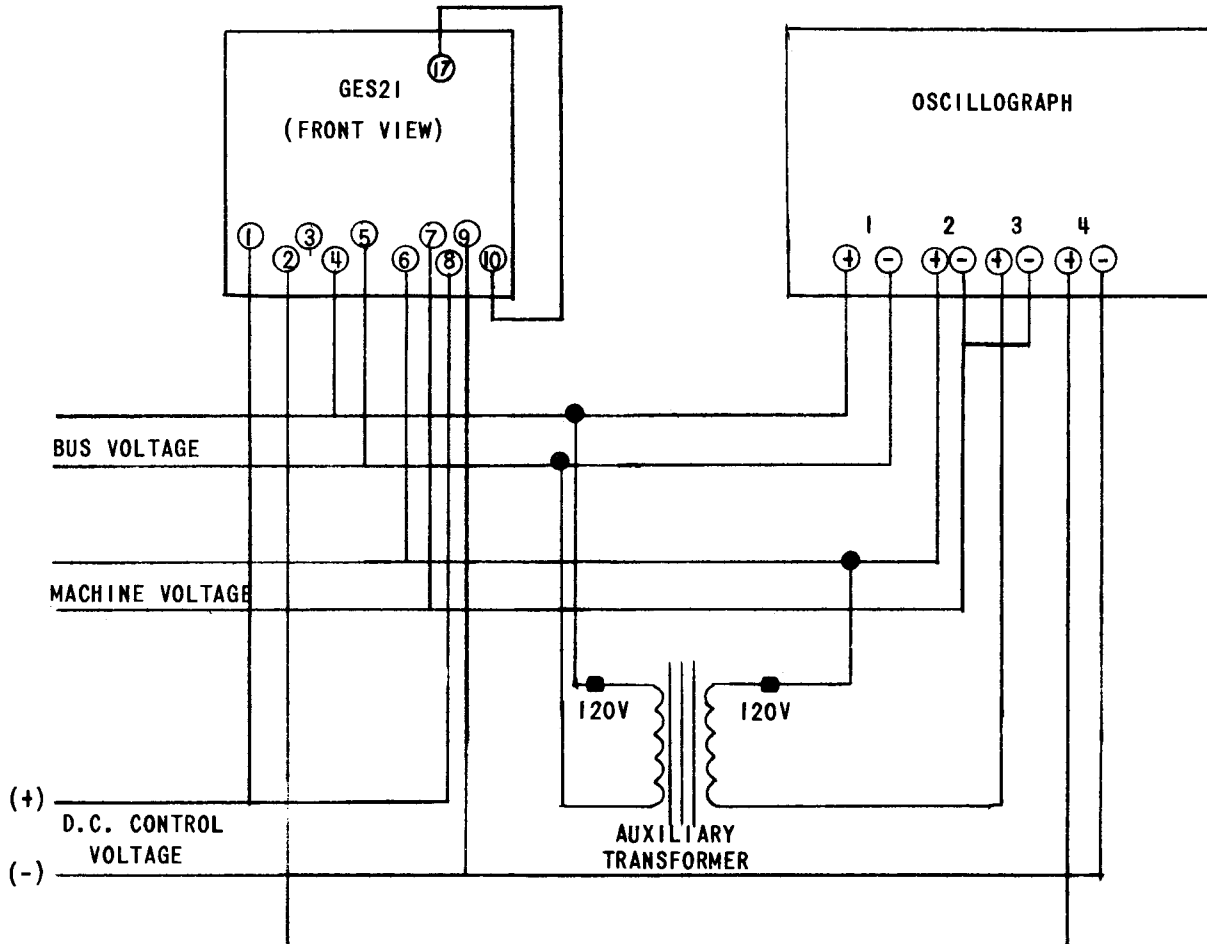 17
GES21
(FRONT VIEW)
OSCILLOGRAPH
1 2 3 4
1 2 3 4 5 6 7 8 9 10
+ - + - + - + -
BUS VOLTAGE
MACHINE VOLTAGE
120V 120V
(+)
D.C. CONTROL
VOLTAGE
(-)
AUXILIARY
TRANSFORMER